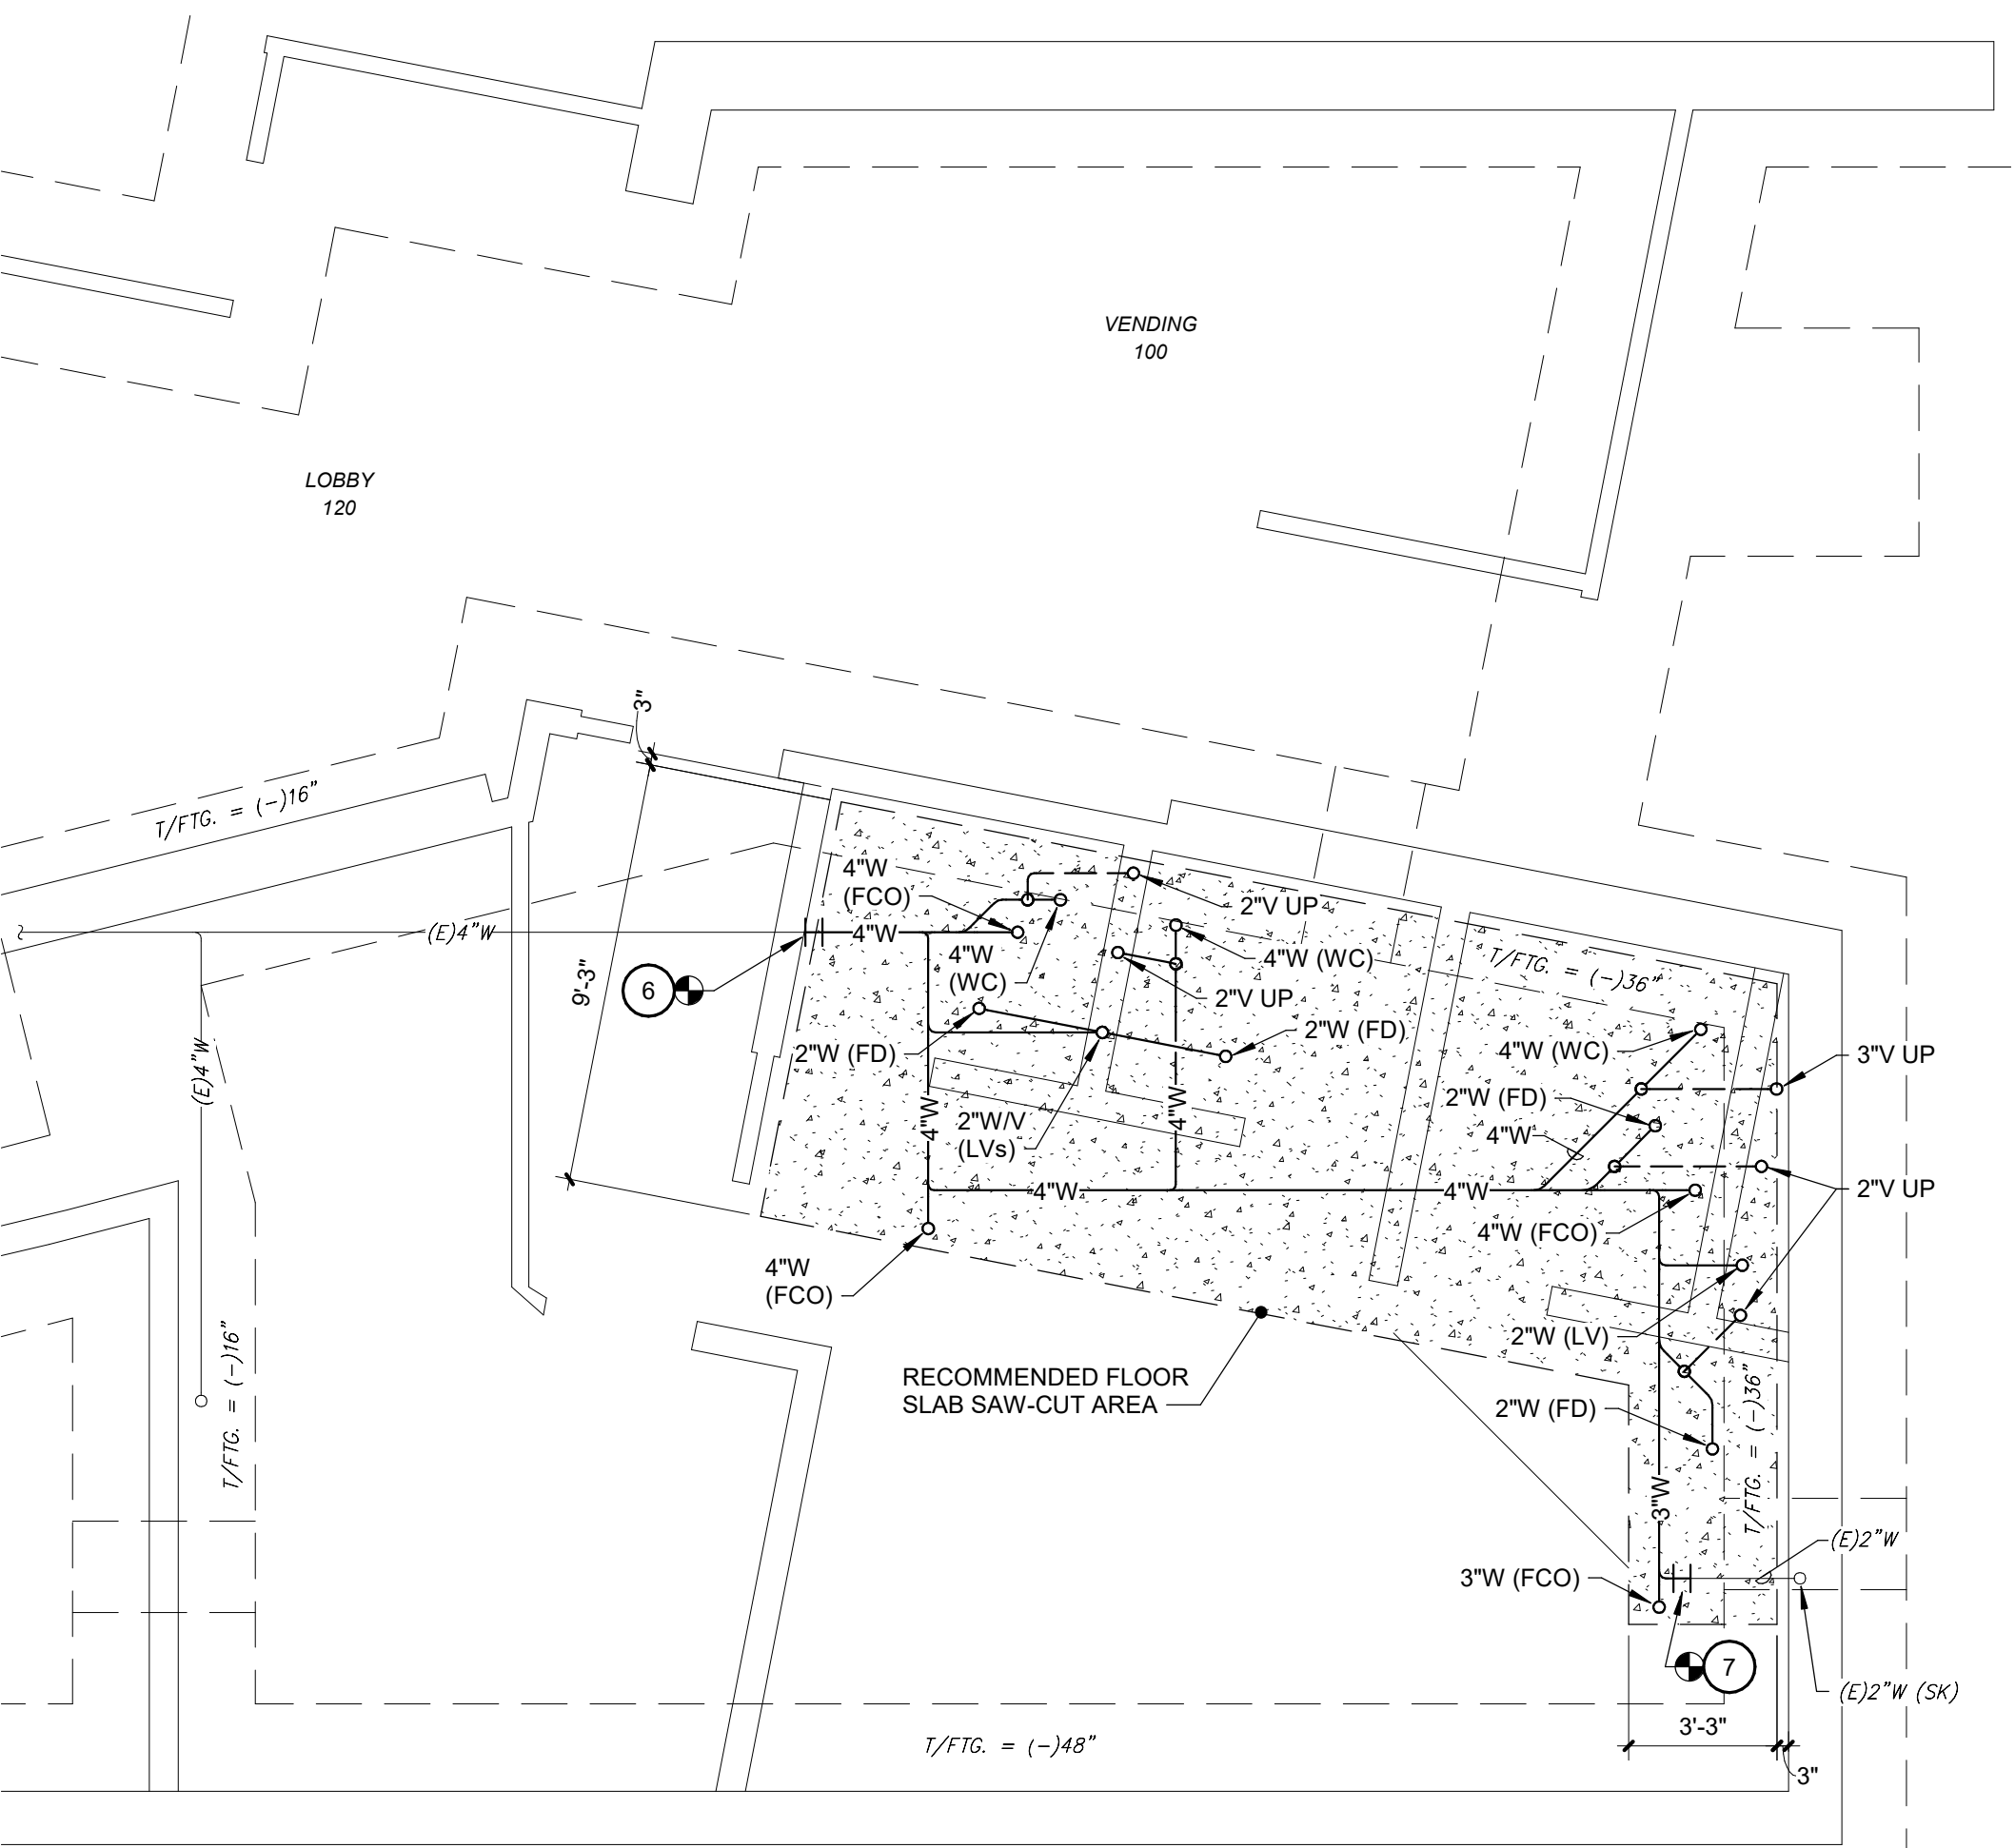 VENDING
100
LOBBY
120
3"
T/FTG. = (-)16"
4"W
(FCO)
2"V UP
(E)4"W
4"W
4"W
(WC)
4"W (WC)
T/FTG. = (-)36"
9'-3"
6
2"V UP
2"W (FD)
2"W (FD)
4"W (WC)
3"V UP
(E)4"W
2"W (FD)
4"W
4"W
2"W/V
(LVs)
4"W
4"W
4"W
2"V UP
4"W (FCO)
4"W
(FCO)
2"W (LV)
T/FTG. = (-)16"
RECOMMENDED FLOOR
SLAB SAW-CUT AREA
2"W (FD)
T/FTG. = (-)36"
3"W
(E)2"W
3"W (FCO)
7
(E)2"W (SK)
3'-3"
T/FTG. = (-)48"
3"